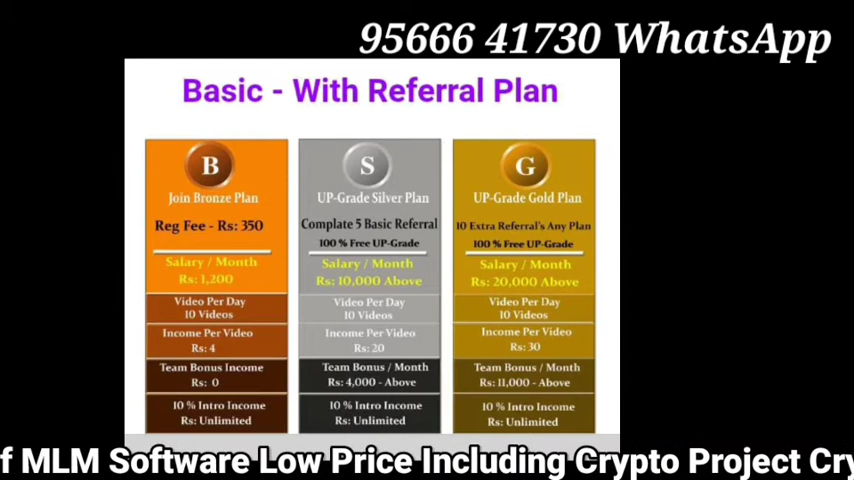 95666 41730 WhatsApp
Basic - With Referral Plan
B
Join Bronze Plan
Reg Fee - Rs: 350
Salary / Month
Rs: 1,200
Video Per Day
10 Videos
Income Per Video
Rs: 4
Team Bonus Income
Rs: 0
10 % Intro Income
Rs: Unlimited
S
UP-Grade Silver Plan
Complate 5 Basic Referral
100 % Free UP-Grade
Salary / Month
Rs: 10,000 Above
Video Per Day
10 Videos
Income Per Video
Rs: 20
Team Bonus / Month
Rs: 4,000 - Above
10 % Intro Income
Rs: Unlimited
G
UP-Grade Gold Plan
10 Extra Referral's Any Plan
100 % Free UP-Grade
Salary / Month
Rs: 20,000 Above
Video Per Day
10 Videos
Income Per Video
Rs: 30
Team Bonus / Month
Rs: 11,000 - Above
10 % Intro Income
Rs: Unlimited
f MLM Software Low Price Including Crypto Project Cry